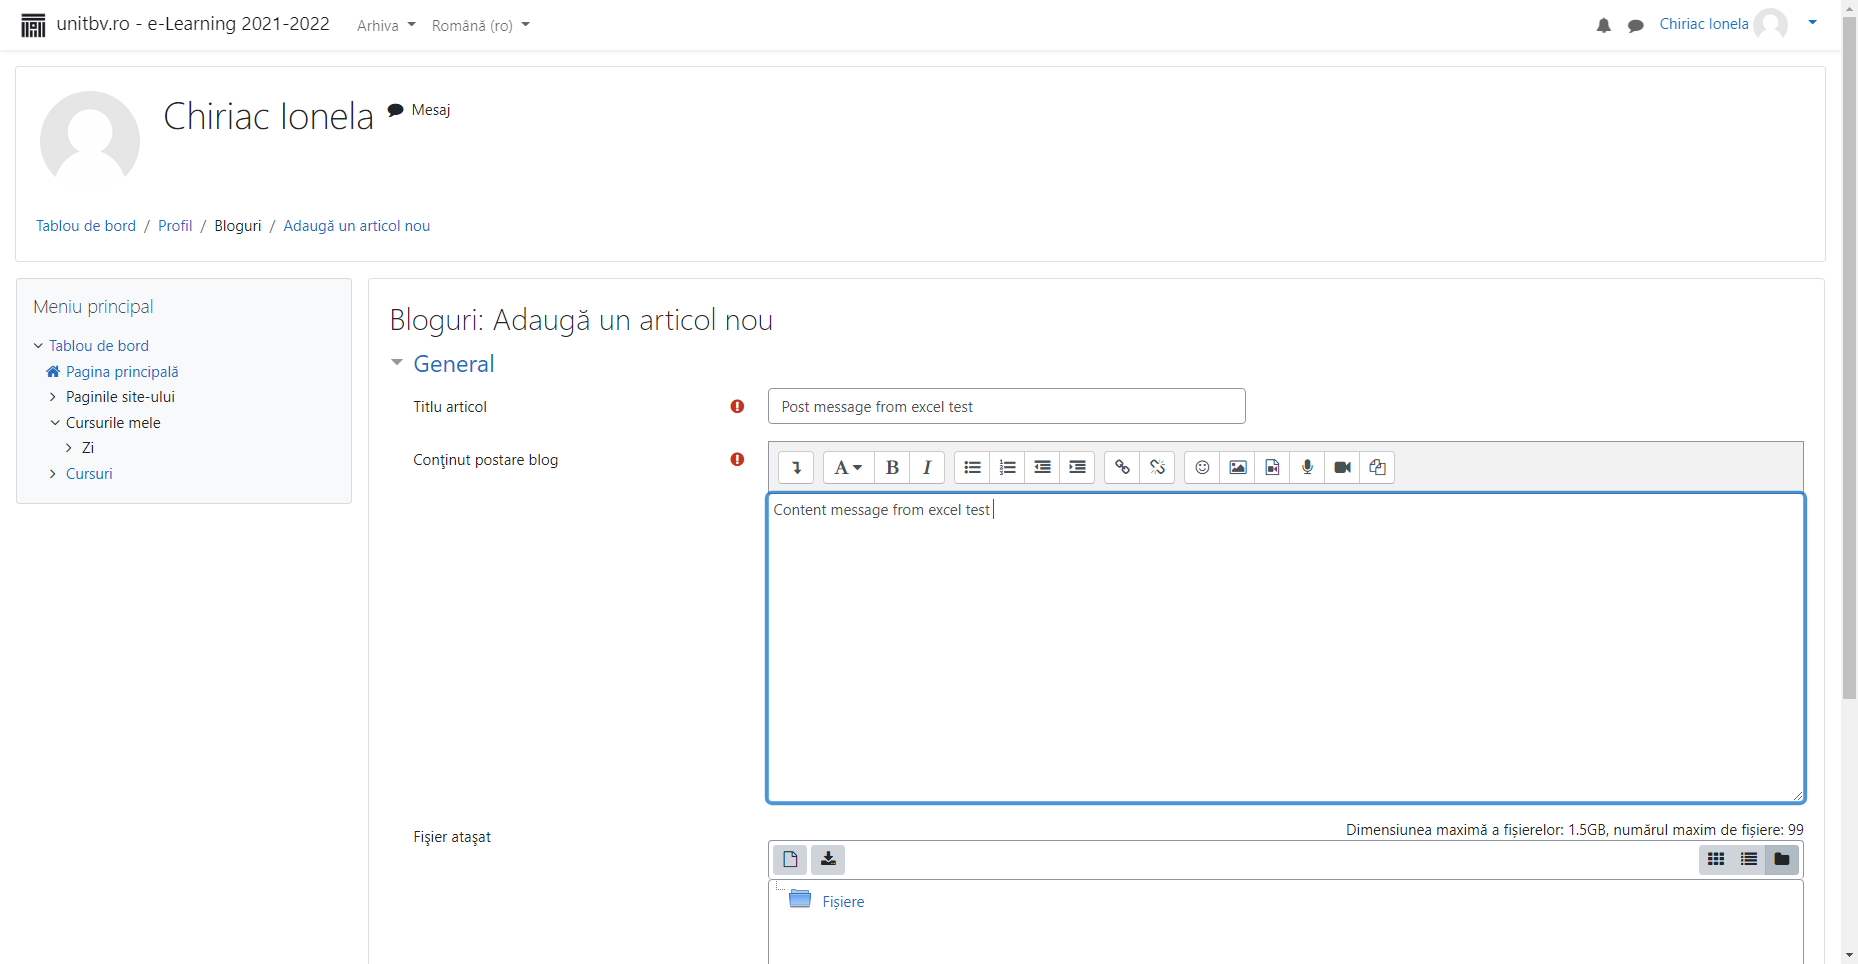 unitbv.ro - e-Learning 2021-2022
Arhiva
Română (ro)
Chiriac Ionela
Chiriac Ionela
Mesaj
Tablou de bord / Profil / Bloguri / Adaugă un articol nou
Meniu principal
Tablou de bord
Pagina principală
Paginile site-ului
Cursurile mele
Zi
Cursuri
Bloguri: Adaugă un articol nou
General
Titlu articol
Post message from excel test
Conţinut postare blog
A B I
Content message from excel test
Fişier ataşat
Dimensiunea maximă a fișierelor: 1.5GB, numărul maxim de fișiere: 99
Fișiere